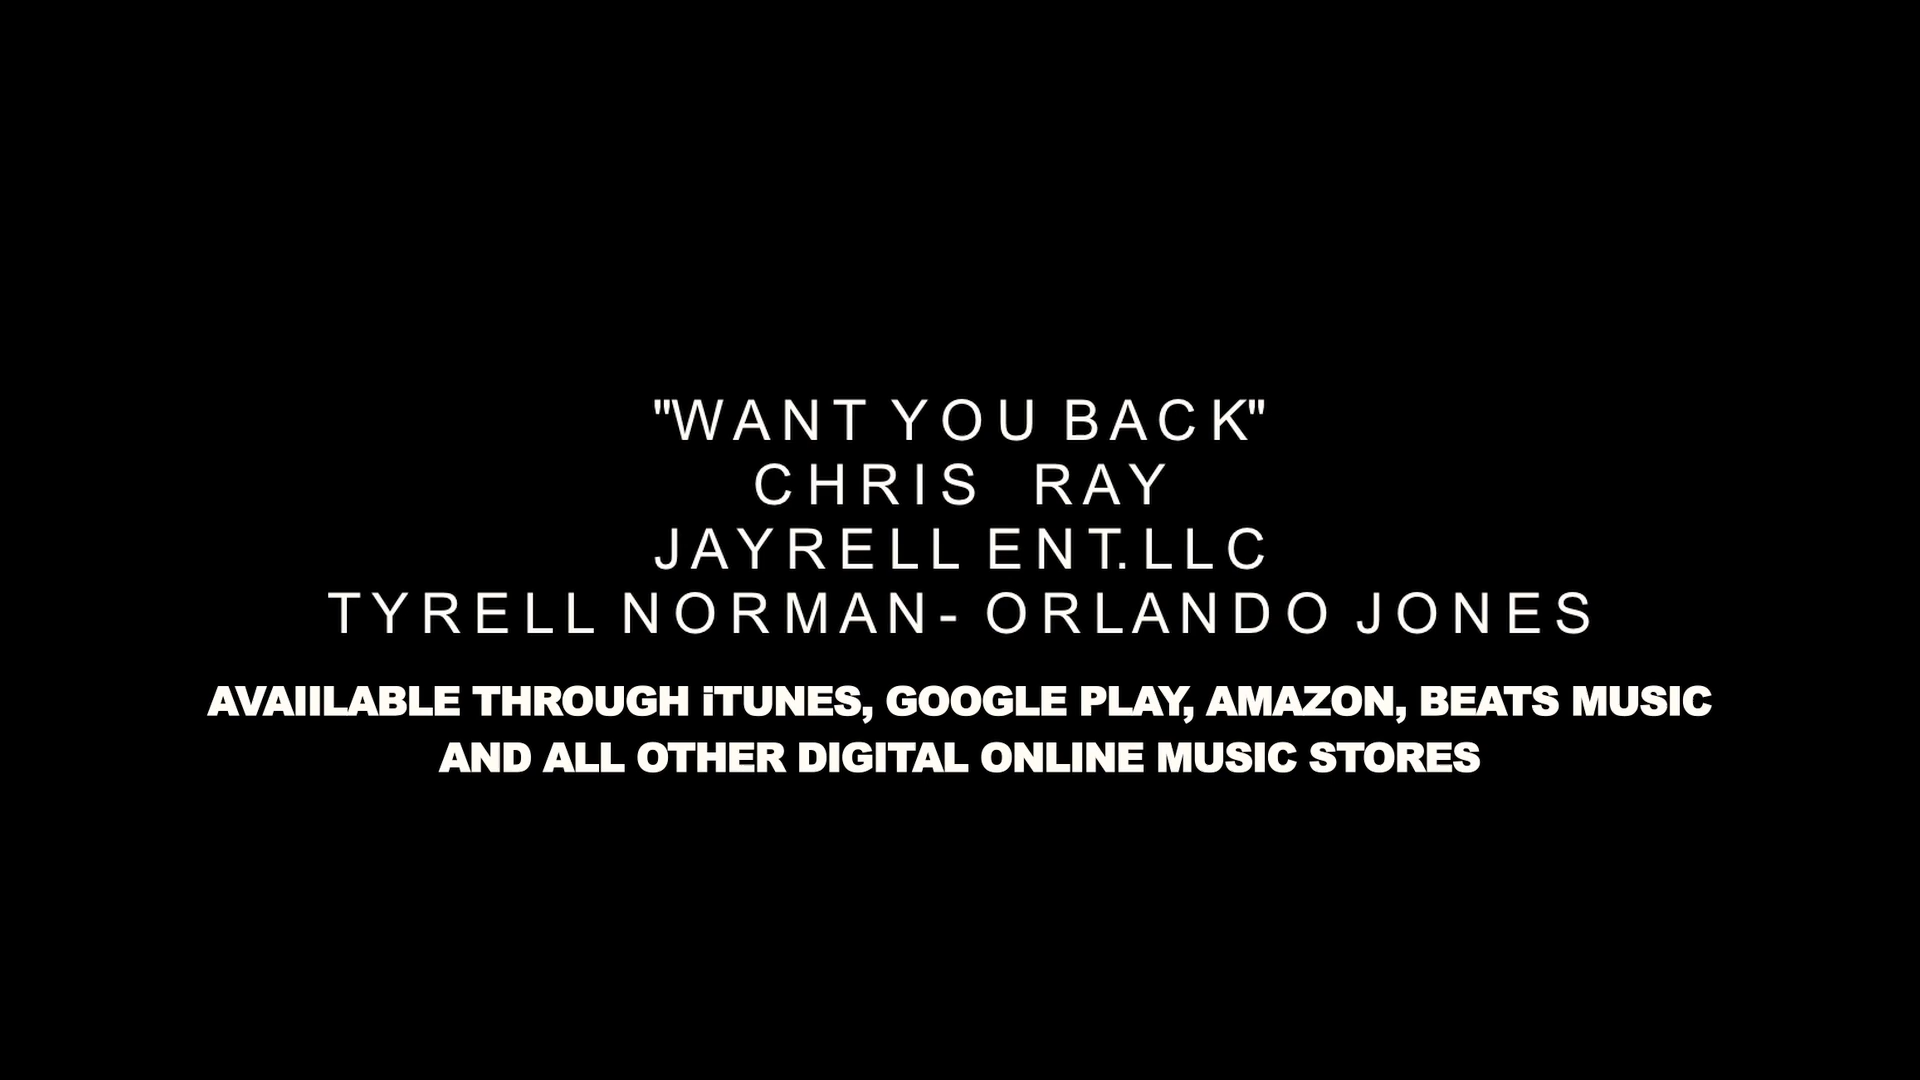 "WANT YOU BACK"
CHRIS RAY
JAYRELL ENT.LLC
TYRELL NORMAN- ORLANDO JONES
AVAIILABLE THROUGH iTUNES, GOOGLE PLAY, AMAZON, BEATS MUSIC
AND ALL OTHER DIGITAL ONLINE MUSIC STORES